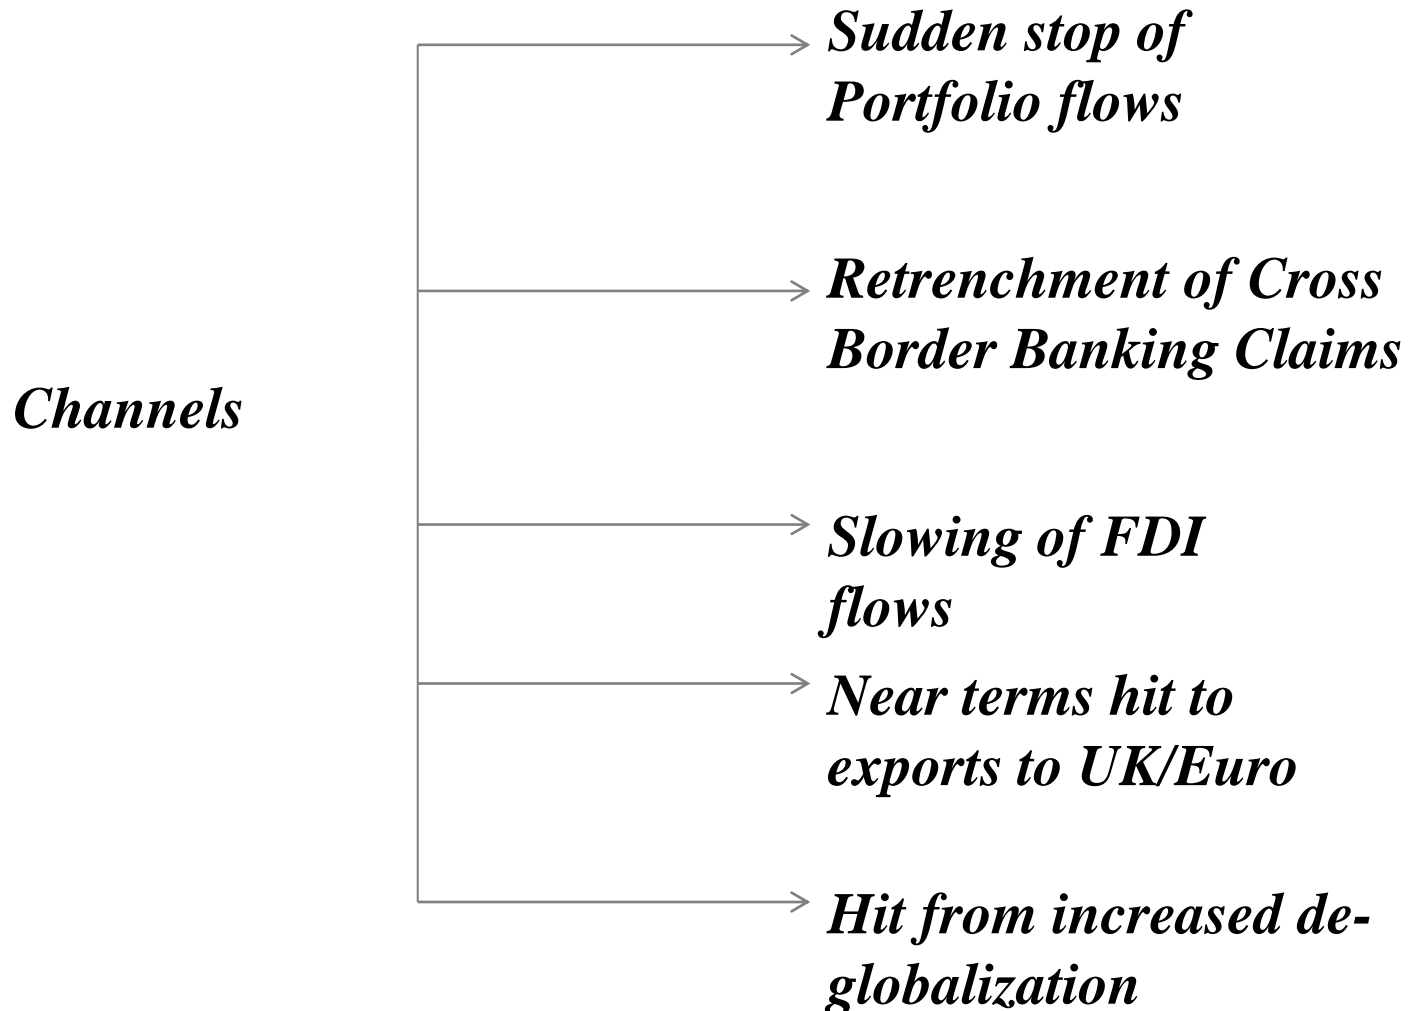 Sudden stop of
Portfolio flows
Retrenchment of Cross
Border Banking Claims
Channels
Slowing of FDI
flows
Near terms hit to
exports to UK/Euro
Hit from increased de-
globalization